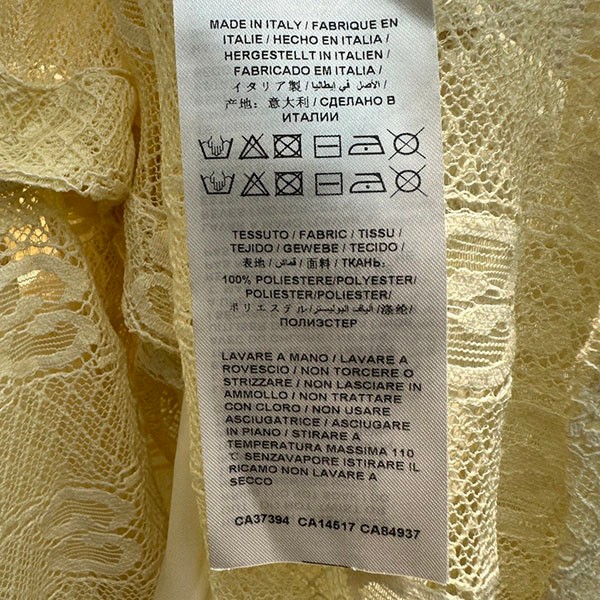 MADE IN ITALY / FABRIQUE EN
ITALIE / HECHO EN ITALIA /
HERGESTELLT IN ITALIEN /
FABRICADO EM ITALIA /
イタリア製 / الأصل في إيطاليا /
产地: 意大利 / СДЕЛАНО В
ИТАЛИИ
TESSUTO / FABRIC / TISSU /
TEJIDO / GEWEBE / TECIDO /
表地 / قماش / 面料 / ТКАНЬ:
100% POLIESTERE/POLYESTER/
POLIESTER/POLIESTER/
ポリエステル/ألياف البوليستر/涤纶/
ПОЛИЭСТЕР
LAVARE A MANO / LAVARE A
ROVESCIO / NON TORCERE O
STRIZZARE / NON LASCIARE IN
AMMOLLO / NON TRATTARE
CON CLORO / NON USARE
ASCIUGATRICE / ASCIUGARE
IN PIANO / STIRARE A
TEMPERATURA MASSIMA 110
℃ SENZAVAPORE ISTIRARE IL
RICAMO NON LAVARE A
SECCO
CA37394 CA14517 CA84937